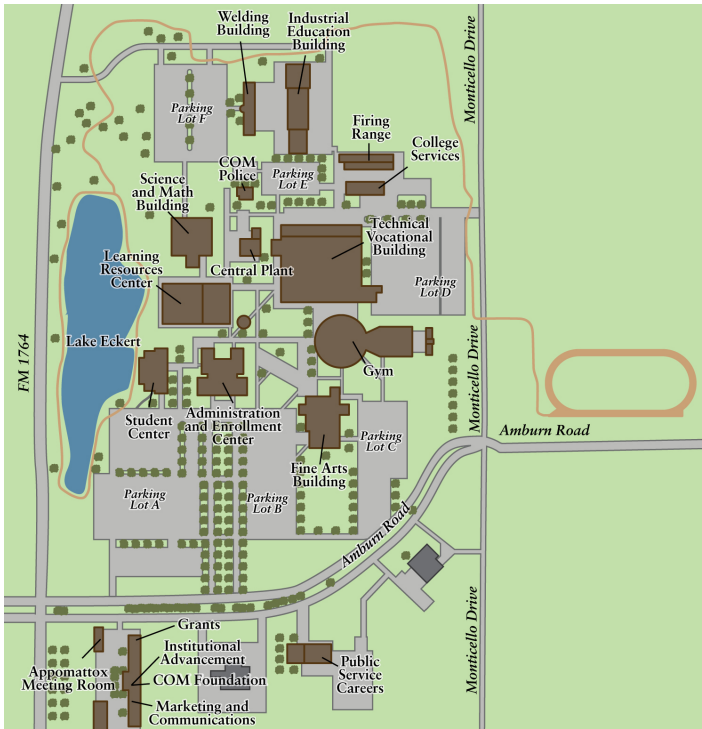 Welding
Building
Industrial
Education
Building
Monticello Drive
Parking
Lot F
Firing
Range
College
Services
COM
Police
Parking
Lot E
Science
and Math
Building
Technical
Vocational
Building
Learning
Resources
Center
Central Plant
Parking
Lot D
FM 1764
Lake Eckert
Gym
Monticello Drive
Student
Center
Administration
and Enrollment
Center
Amburn Road
Parking
Lot C
Fine Arts
Building
Parking
Lot A
Parking
Lot B
Amburn Road
Monticello Drive
Grants
Institutional
Advancement
Appomattox
Meeting Room
COM Foundation
Public
Service
Careers
Marketing and
Communications